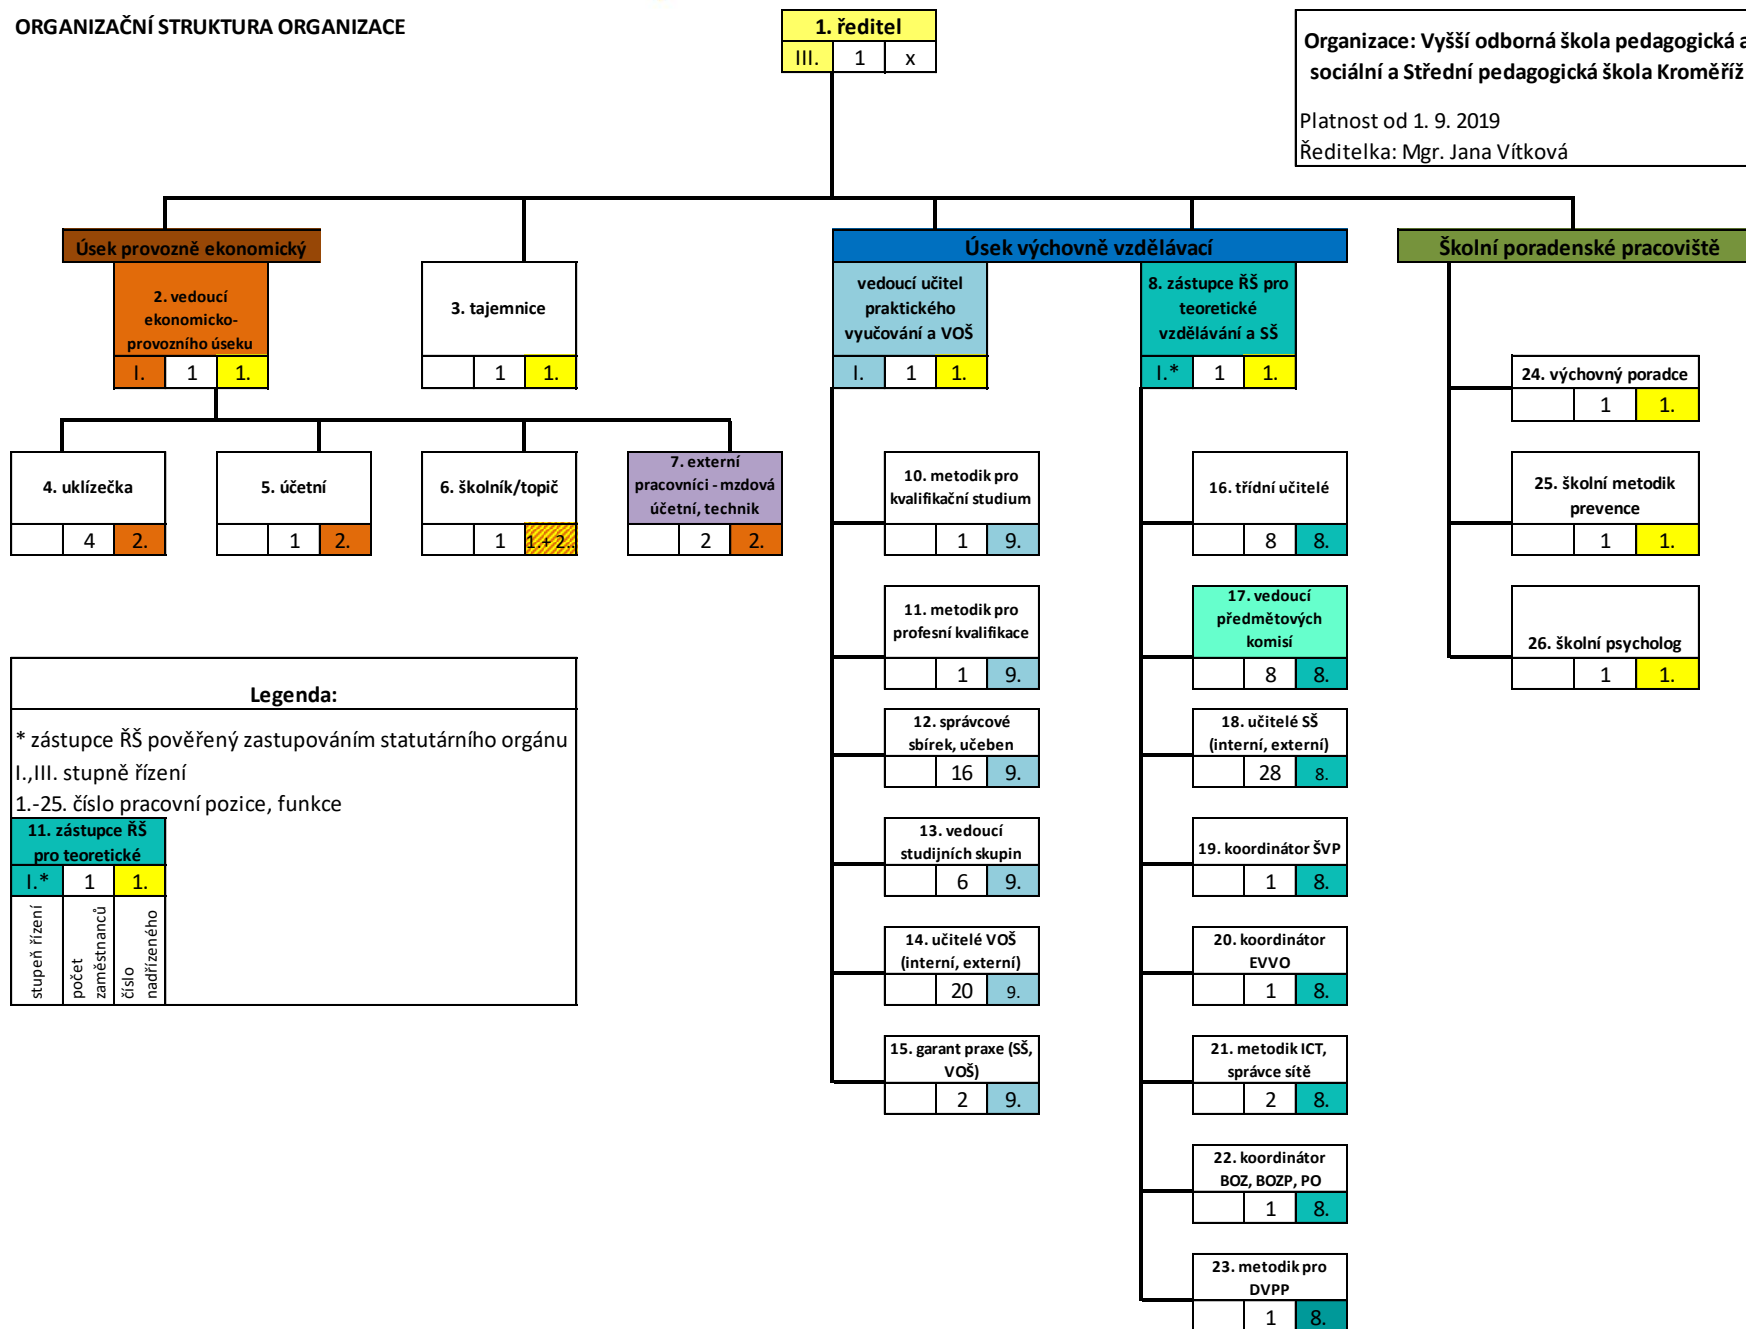 ORGANIZAČNÍ STRUKTURA ORGANIZACE
1. ředitel
III. 1 x
Organizace: Vyšší odborná škola pedagogická a
sociální a Střední pedagogická škola Kroměříž
Platnost od 1. 9. 2019
Ředitelka: Mgr. Jana Vítková
Úsek provozně ekonomický
Úsek výchovně vzdělávací
Školní poradenské pracoviště
2. vedoucí
ekonomicko-
provozního úseku
I. 1 1.
3. tajemnice
1 1.
vedoucí učitel
praktického
vyučování a VOŠ
I. 1 1.
8. zástupce ŘŠ pro
teoretické
vzdělávání a SŠ
I.* 1 1.
24. výchovný poradce
1 1.
4. uklízečka
4 2.
5. účetní
1 2.
6. školník/topič
1 1.+ 2..
7. externí
pracovníci - mzdová
účetní, technik
2 2.
10. metodik pro
kvalifikační studium
1 9.
16. třídní učitelé
8 8.
25. školní metodik
prevence
1 1.
11. metodik pro
profesní kvalifikace
1 9.
17. vedoucí
předmětových
komisí
8 8.
26. školní psycholog
1 1.
Legenda:
* zástupce ŘŠ pověřený zastupováním statutárního orgánu
I.,III. stupně řízení
1.-25. číslo pracovní pozice, funkce
11. zástupce ŘŠ
pro teoretické
I.* 1 1.
stupeň řízení
počet
zaměstnanců
číslo
nadřízeného
12. správcové
sbírek, učeben
16 9.
18. učitelé SŠ
(interní, externí)
28 8.
13. vedoucí
studijních skupin
6 9.
19. koordinátor ŠVP
1 8.
14. učitelé VOŠ
(interní, externí)
20 9.
20. koordinátor
EVVO
1 8.
15. garant praxe (SŠ,
VOŠ)
2 9.
21. metodik ICT,
správce sítě
2 8.
22. koordinátor
BOZ, BOZP, PO
1 8.
23. metodik pro
DVPP
1 8.